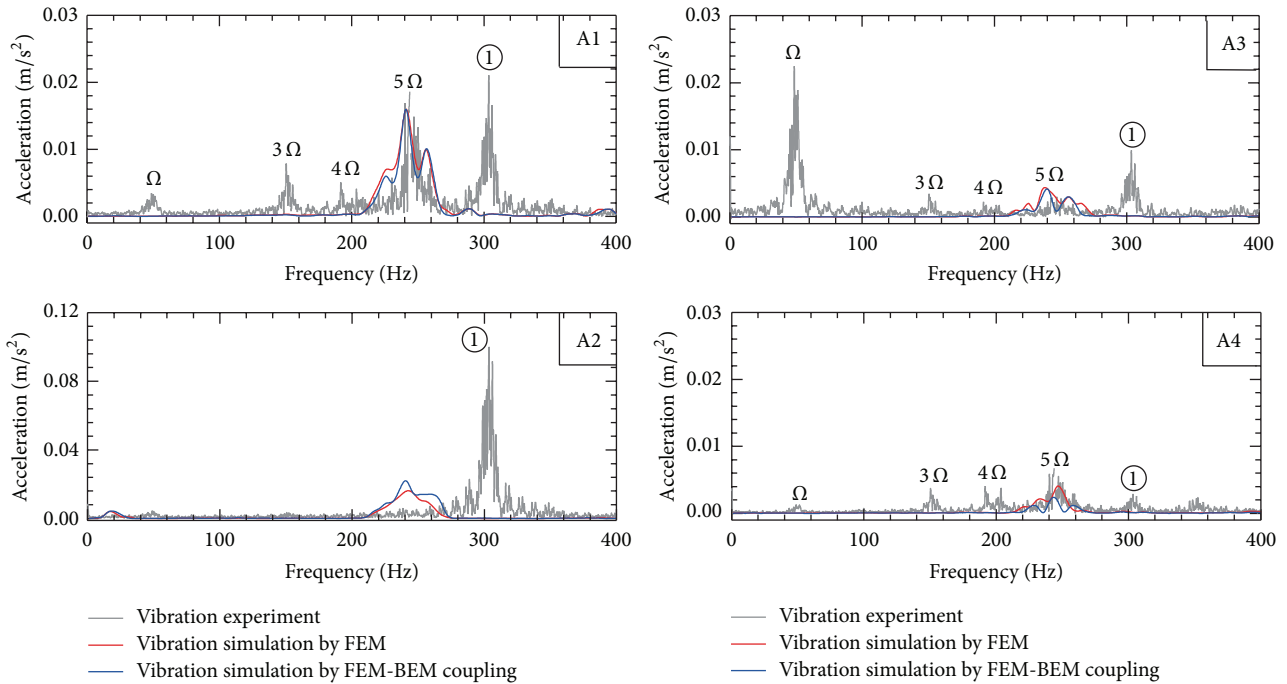 0.03
0.02
0.01
0.00
Acceleration (m/s²)
A1
Ω
3 Ω
4 Ω
5 Ω
1
0
100
200
300
400
Frequency (Hz)
0.03
0.02
0.01
0.00
Acceleration (m/s²)
A3
Ω
3 Ω
4 Ω
5 Ω
1
0
100
200
300
400
Frequency (Hz)
0.12
0.08
0.04
0.00
Acceleration (m/s²)
A2
1
0
100
200
300
400
Frequency (Hz)
0.03
0.02
0.01
0.00
Acceleration (m/s²)
A4
Ω
3 Ω
4 Ω
5 Ω
1
0
100
200
300
400
Frequency (Hz)
Vibration experiment
Vibration simulation by FEM
Vibration simulation by FEM-BEM coupling
Vibration experiment
Vibration simulation by FEM
Vibration simulation by FEM-BEM coupling